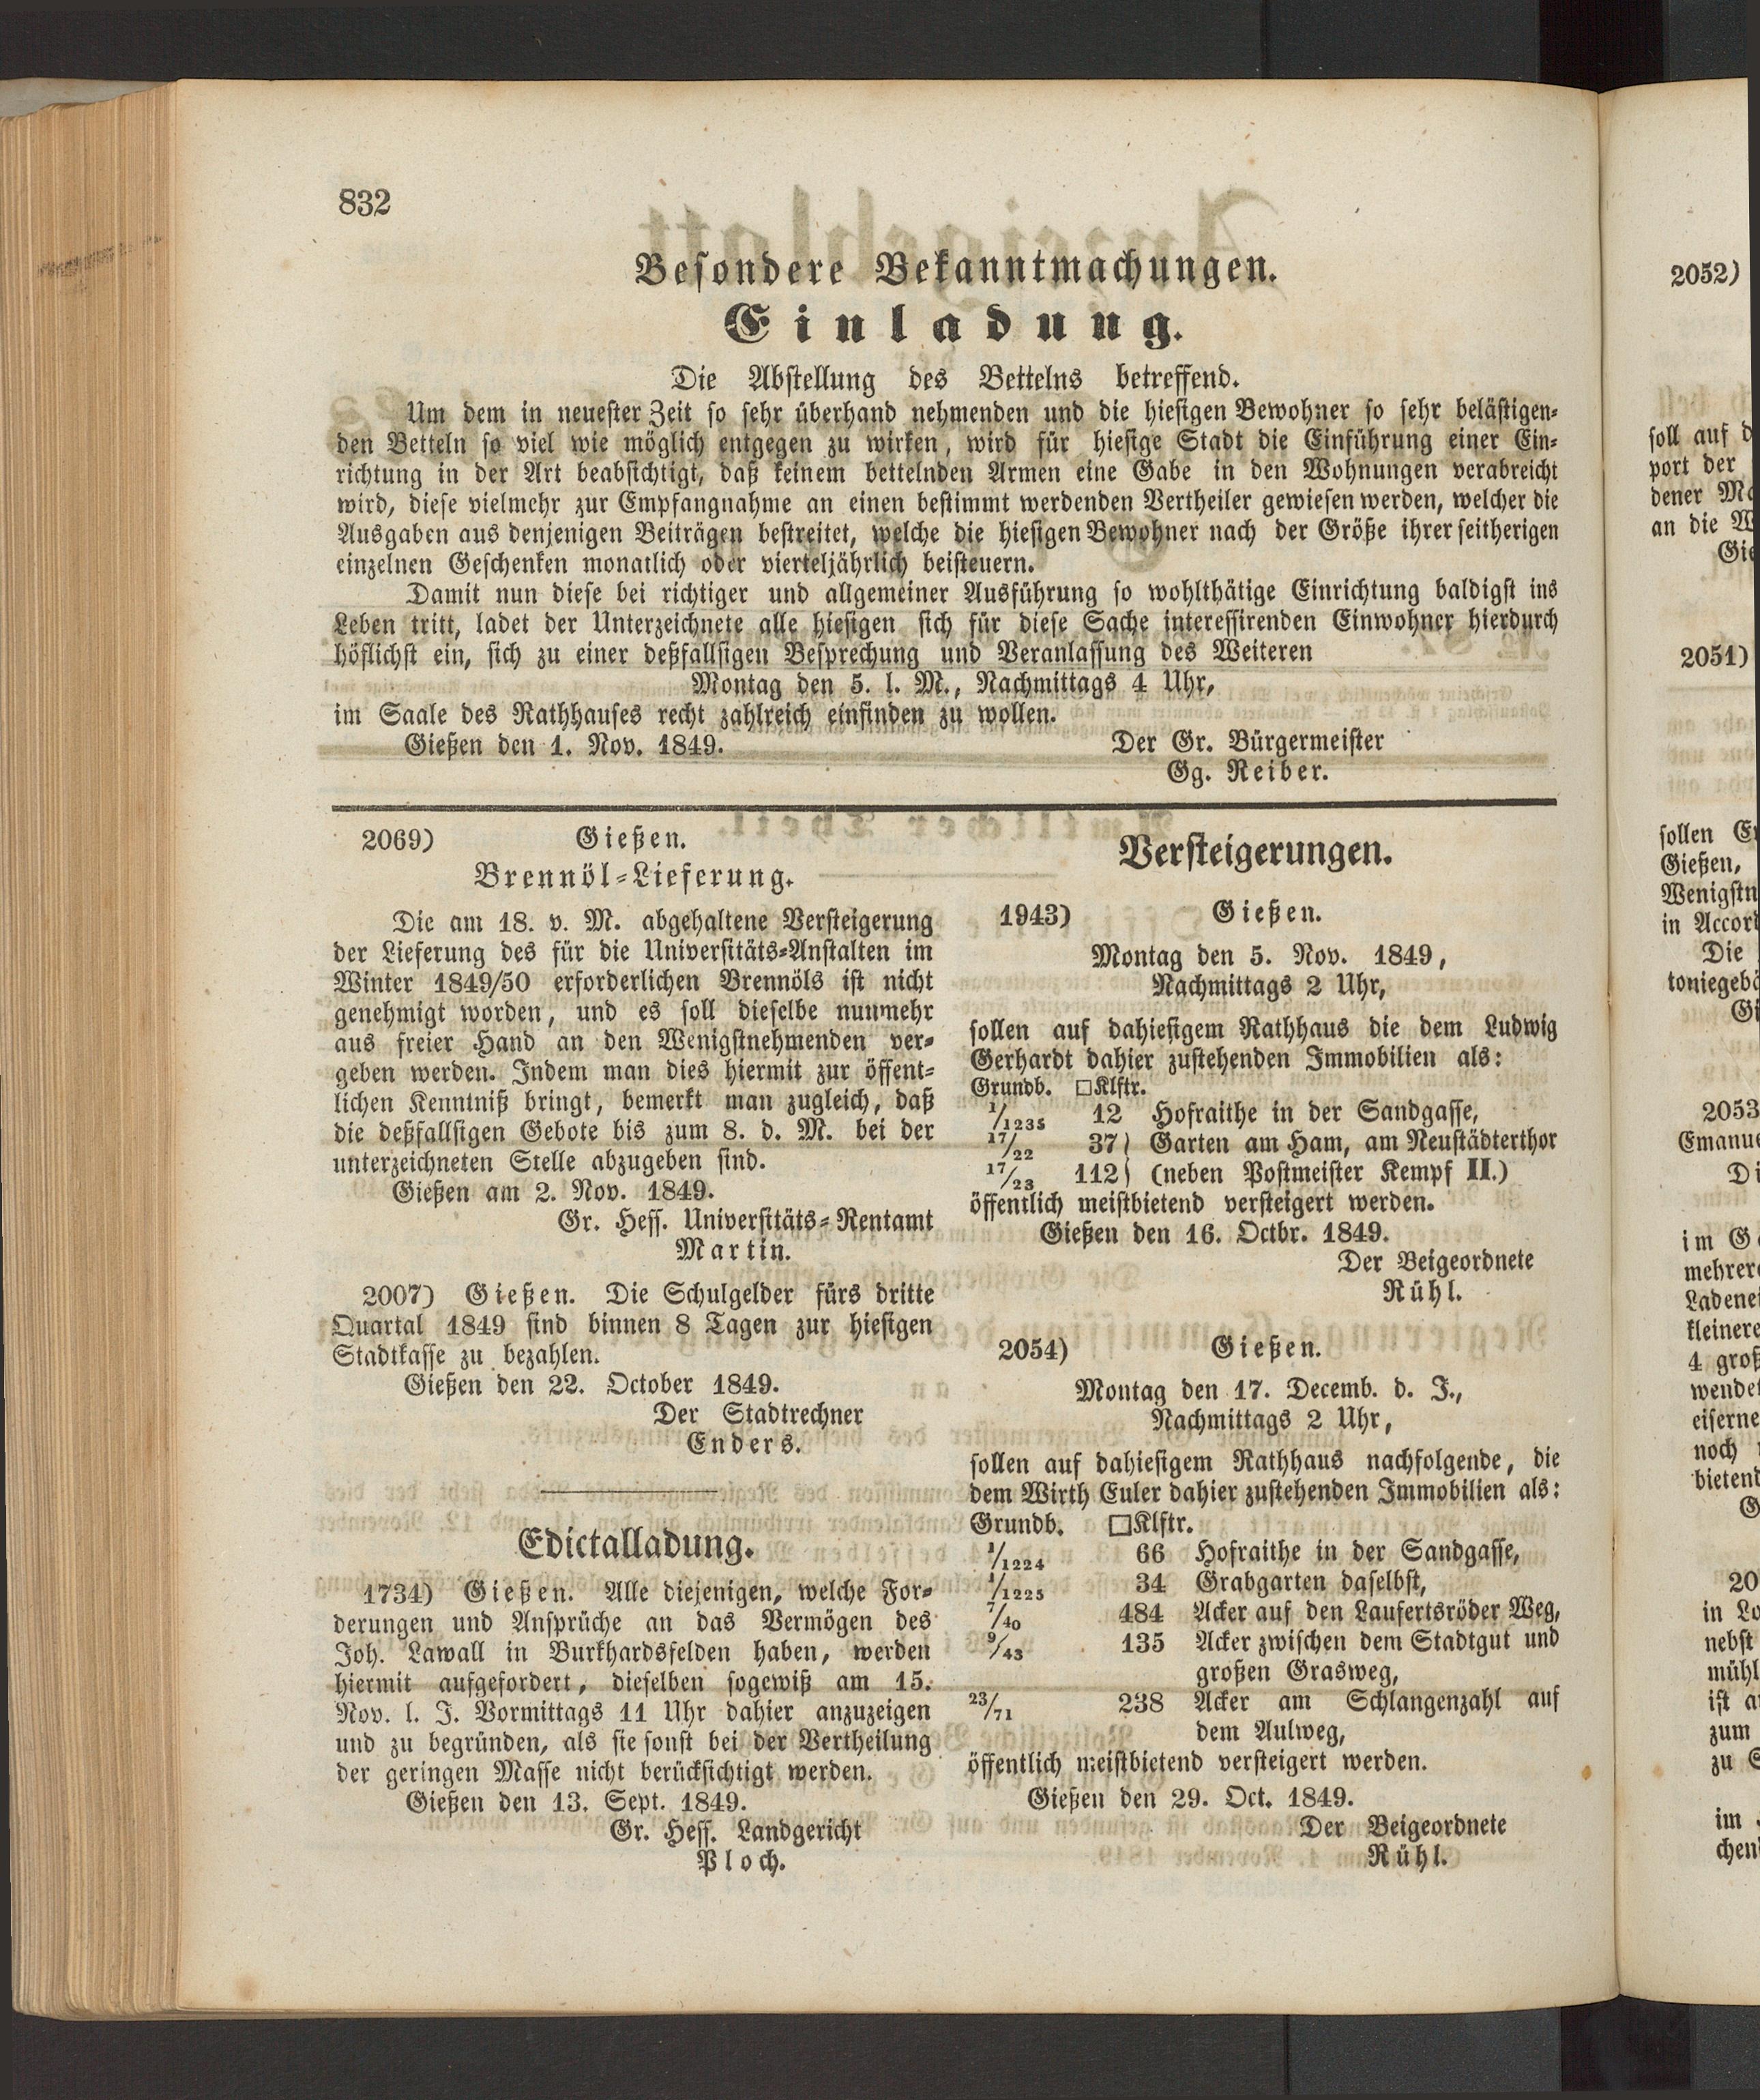 832
Besondere Bekanntmachungen.
Einladung.
Die Abstellung des Bettelns betreffend.
Um dem in neuester Zeit so sehr überhand nehmenden und die hiesigen Bewohner so sehr belästigen-
den Betteln so viel wie möglich entgegen zu wirken, wird für hiesige Stadt die Einführung einer Ein-
richtung in der Art beabsichtigt, daß keinem bettelnden Armen eine Gabe in den Wohnungen verabreicht
wird, diese vielmehr zur Empfangnahme an einen bestimmt werdenden Vertheiler gewiesen werden, welcher die
Ausgaben aus denjenigen Beiträgen bestreitet, welche die hiesigen Bewohner nach der Größe ihrer seitherigen
einzelnen Geschenken monatlich oder vierteljährlich beisteuern.
Damit nun diese bei richtiger und allgemeiner Ausführung so wohlthätige Einrichtung baldigst ins
Leben tritt, ladet der Unterzeichnete alle hiesigen sich für diese Sache interessirenden Einwohner hierdurch
höflichst ein, sich zu einer deßfallsigen Besprechung und Veranlassung des Weiteren
Montag den 5. l. M., Nachmittags 4 Uhr,
im Saale des Rathhauses recht zahlreich einfinden zu wollen.
Gießen den 1. Nov. 1849. Der Gr. Bürgermeister
Gg. Reiber.
2069) Gießen.
Brennöl-Lieferung.
Die am 18. v. M. abgehaltene Versteigerung
der Lieferung des für die Universitäts-Anstalten im
Winter 1849/50 erforderlichen Brennöls ist nicht
genehmigt worden, und es soll dieselbe nunmehr
aus freier Hand an den Wenigstnehmenden ver-
geben werden. Indem man dies hiermit zur öffent-
lichen Kenntniß bringt, bemerkt man zugleich, daß
die deßfallsigen Gebote bis zum 8. d. M. bei der
unterzeichneten Stelle abzugeben sind.
Gießen am 2. Nov. 1849.
Gr. Hess. Universitäts-Rentamt
Martin.
2007) Gießen. Die Schulgelder fürs dritte
Quartal 1849 sind binnen 8 Tagen zur hiesigen
Stadtkasse zu bezahlen.
Gießen den 22. October 1849.
Der Stadtrechner
Enders.
Edictalladung.
1734) Gießen. Alle diejenigen, welche For-
derungen und Ansprüche an das Vermögen des
Joh. Lawall in Burkhardsfelden haben, werden
hiermit aufgefordert, dieselben sogewiß am 15.
Nov. l. J. Vormittags 11 Uhr dahier anzuzeigen
und zu begründen, als sie sonst bei der Vertheilung
der geringen Masse nicht berücksichtigt werden.
Gießen den 13. Sept. 1849.
Gr. Hess. Landgericht
Ploch.
Versteigerungen.
1943) Gießen.
Montag den 5. Nov. 1849,
Nachmittags 2 Uhr,
sollen auf dahiesigem Rathhaus die dem Ludwig
Gerhardt dahier zustehenden Immobilien als:
Grundb. □Klftr.
1/1235 12 Hofraithe in der Sandgasse,
17/22 37) Garten am Ham, am Neustädterthor
17/23 112) (neben Postmeister Kempf II.)
öffentlich meistbietend versteigert werden.
Gießen den 16. Octbr. 1849.
Der Beigeordnete
Rühl.
2054) Gießen.
Montag den 17. Decemb. d. J.,
Nachmittags 2 Uhr,
sollen auf dahiesigem Rathhaus nachfolgende, die
dem Wirth Euler dahier zustehenden Immobilien als:
Grundb. □Klftr.
1/1224 66 Hofraithe in der Sandgasse,
1/1225 34 Grabgarten daselbst,
7/40 484 Acker auf den Laufertsröder Weg,
9/43 135 Acker zwischen dem Stadtgut und
großen Grasweg,
23/71 238 Acker am Schlangenzahl auf
dem Aulweg,
öffentlich meistbietend versteigert werden.
Gießen den 29. Oct. 1849.
Der Beigeordnete
Rühl.
2052)
soll auf
port der
dener
an die
2051)
sollen
Gießen,
in
Die
2053
im
4
noch
20
in
nebst
ist
zum
zu
im